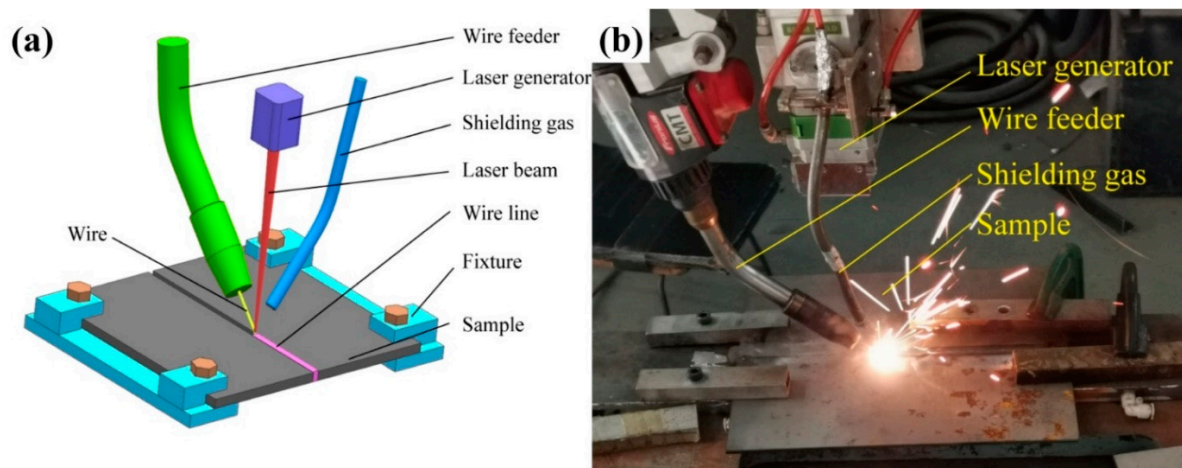 (a)
Wire feeder
Laser generator
Shielding gas
Laser beam
Wire line
Wire
Fixture
Sample
(b)
Laser generator
Wire feeder
Shielding gas
Sample
CMT